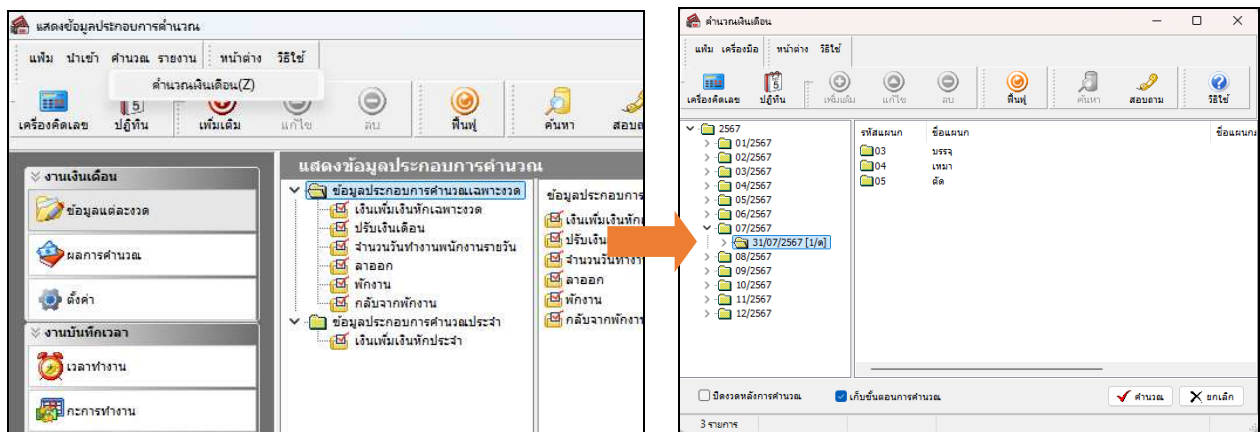 แสดงข้อมูลประกอบการคำนวณ
แฟ้ม นำเข้า คำนวณ รายงาน หน้าต่าง วิธีใช้
คำนวณเงินเดือน(Z)
เครื่องคิดเลข ปฏิทิน เพิ่มเติม แก้ไข ลบ ฟื้นฟู ค้นหา
งานเงินเดือน
ข้อมูลแต่ละงวด
ผลการคำนวณ
ตั้งค่า
งานบันทึกเวลา
เวลาทำงาน
กะการทำงาน
แสดงข้อมูลประกอบการคำนวณ
ข้อมูลประกอบการคำนวณเฉพาะงวด
เงินเพิ่มเงินหักเฉพาะงวด
ปรับเงินเดือน
จำนวนวันทำงานพนักงานรายวัน
ลาออก
พักงาน
กลับจากพักงาน
ข้อมูลประกอบการคำนวณประจำ
เงินเพิ่มเงินหักประจำ
ข้อมูลประกอบการ
เงินเพิ่มเงินหัก
ปรับเงิน
จำนวนวันทำงา
ลาออก
พักงาน
กลับจากพักงาน
คำนวณเงินเดือน
แฟ้ม เครื่องมือ หน้าต่าง วิธีใช้
เครื่องคิดเลข ปฏิทิน เพิ่มเติม แก้ไข ลบ ฟื้นฟู ค้นหา สอบถาม วิธีใช้
2567
01/2567
02/2567
03/2567
04/2567
05/2567
06/2567
07/2567
31/07/2567 [1/ด]
08/2567
09/2567
10/2567
11/2567
12/2567
รหัสแผนก ชื่อแผนก ชื่อแผนก
03 บรรจุ
04 เหมา
05 ตัด
ปิดงวดหลังการคำนวณ เก็บขั้นตอนการคำนวณ คำนวณ ยกเลิก
3 รายการ